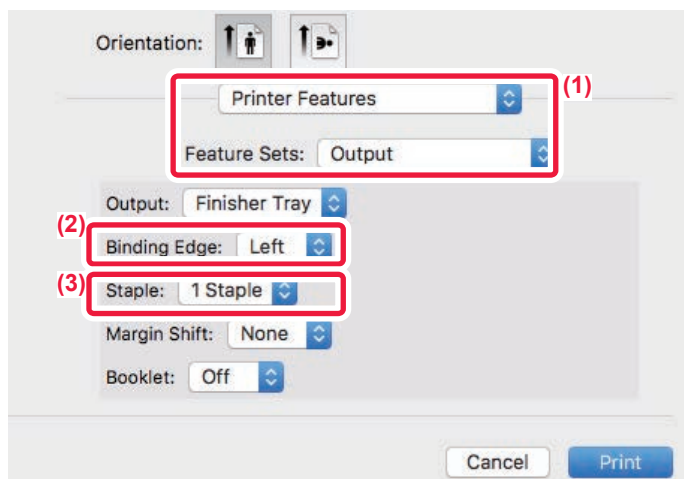 Orientation:
(1)
Printer Features
Feature Sets: Output
Output: Finisher Tray
(2)
Binding Edge: Left
(3)
Staple: 1 Staple
Margin Shift: None
Booklet: Off
Cancel Print